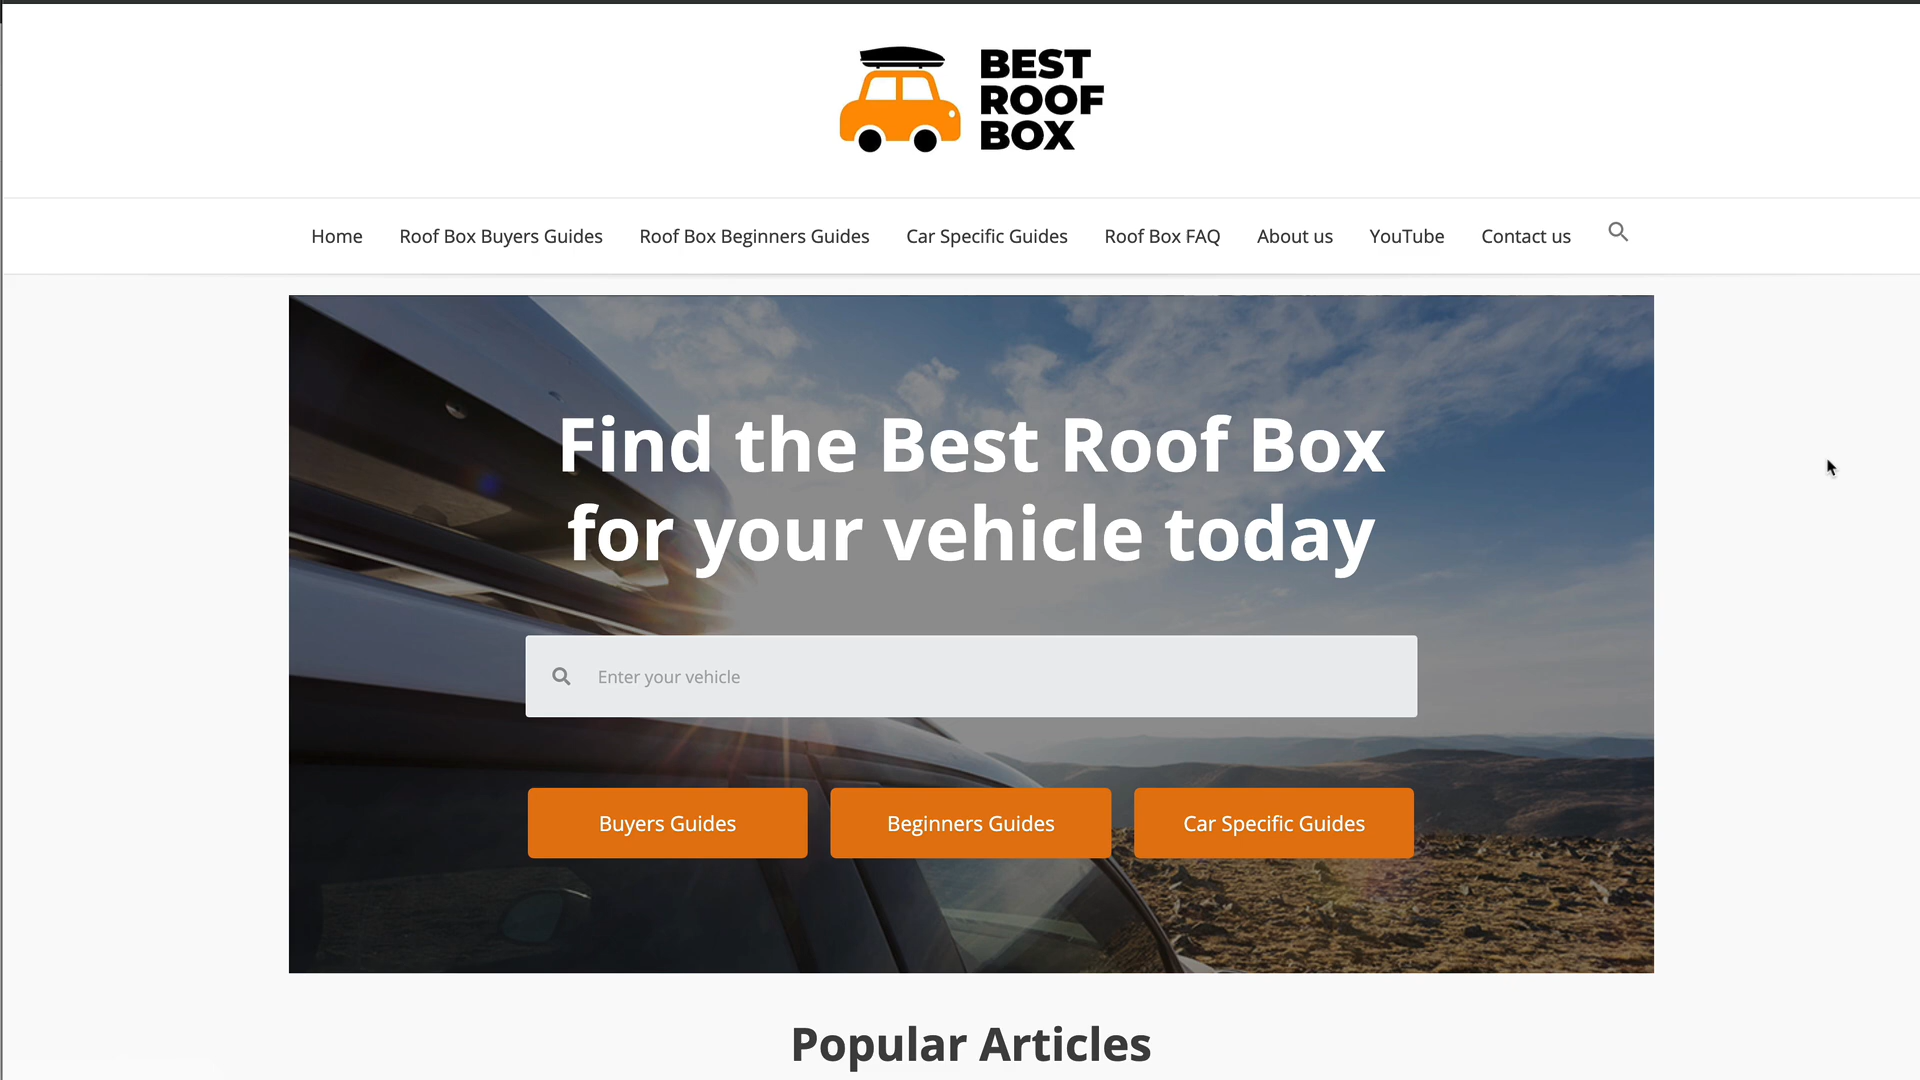 BEST
ROOF
BOX
Home Roof Box Buyers Guides Roof Box Beginners Guides Car Specific Guides Roof Box FAQ About us YouTube Contact us
Find the Best Roof Box
for your vehicle today
Enter your vehicle
Buyers Guides Beginners Guides Car Specific Guides
Popular Articles